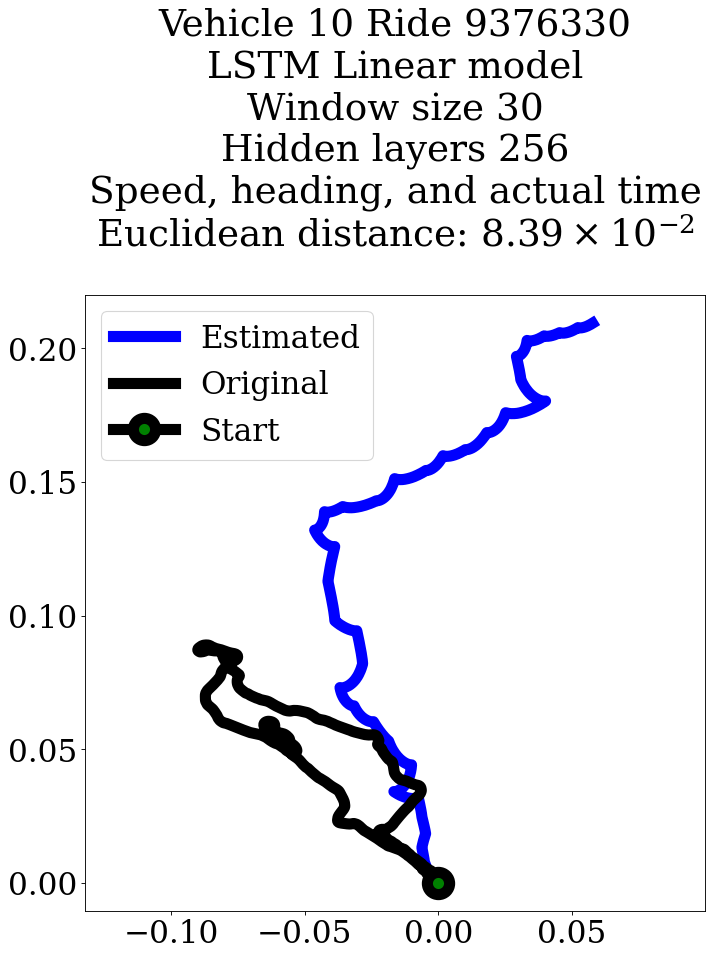 Vehicle 10 Ride 9376330
LSTM Linear model
Window size 30
Hidden layers 256
Speed, heading, and actual time
Euclidean distance: 8.39 × 10⁻²
Estimated
Original
Start
0.20
0.15
0.10
0.05
0.00
−0.10 −0.05 0.00 0.05